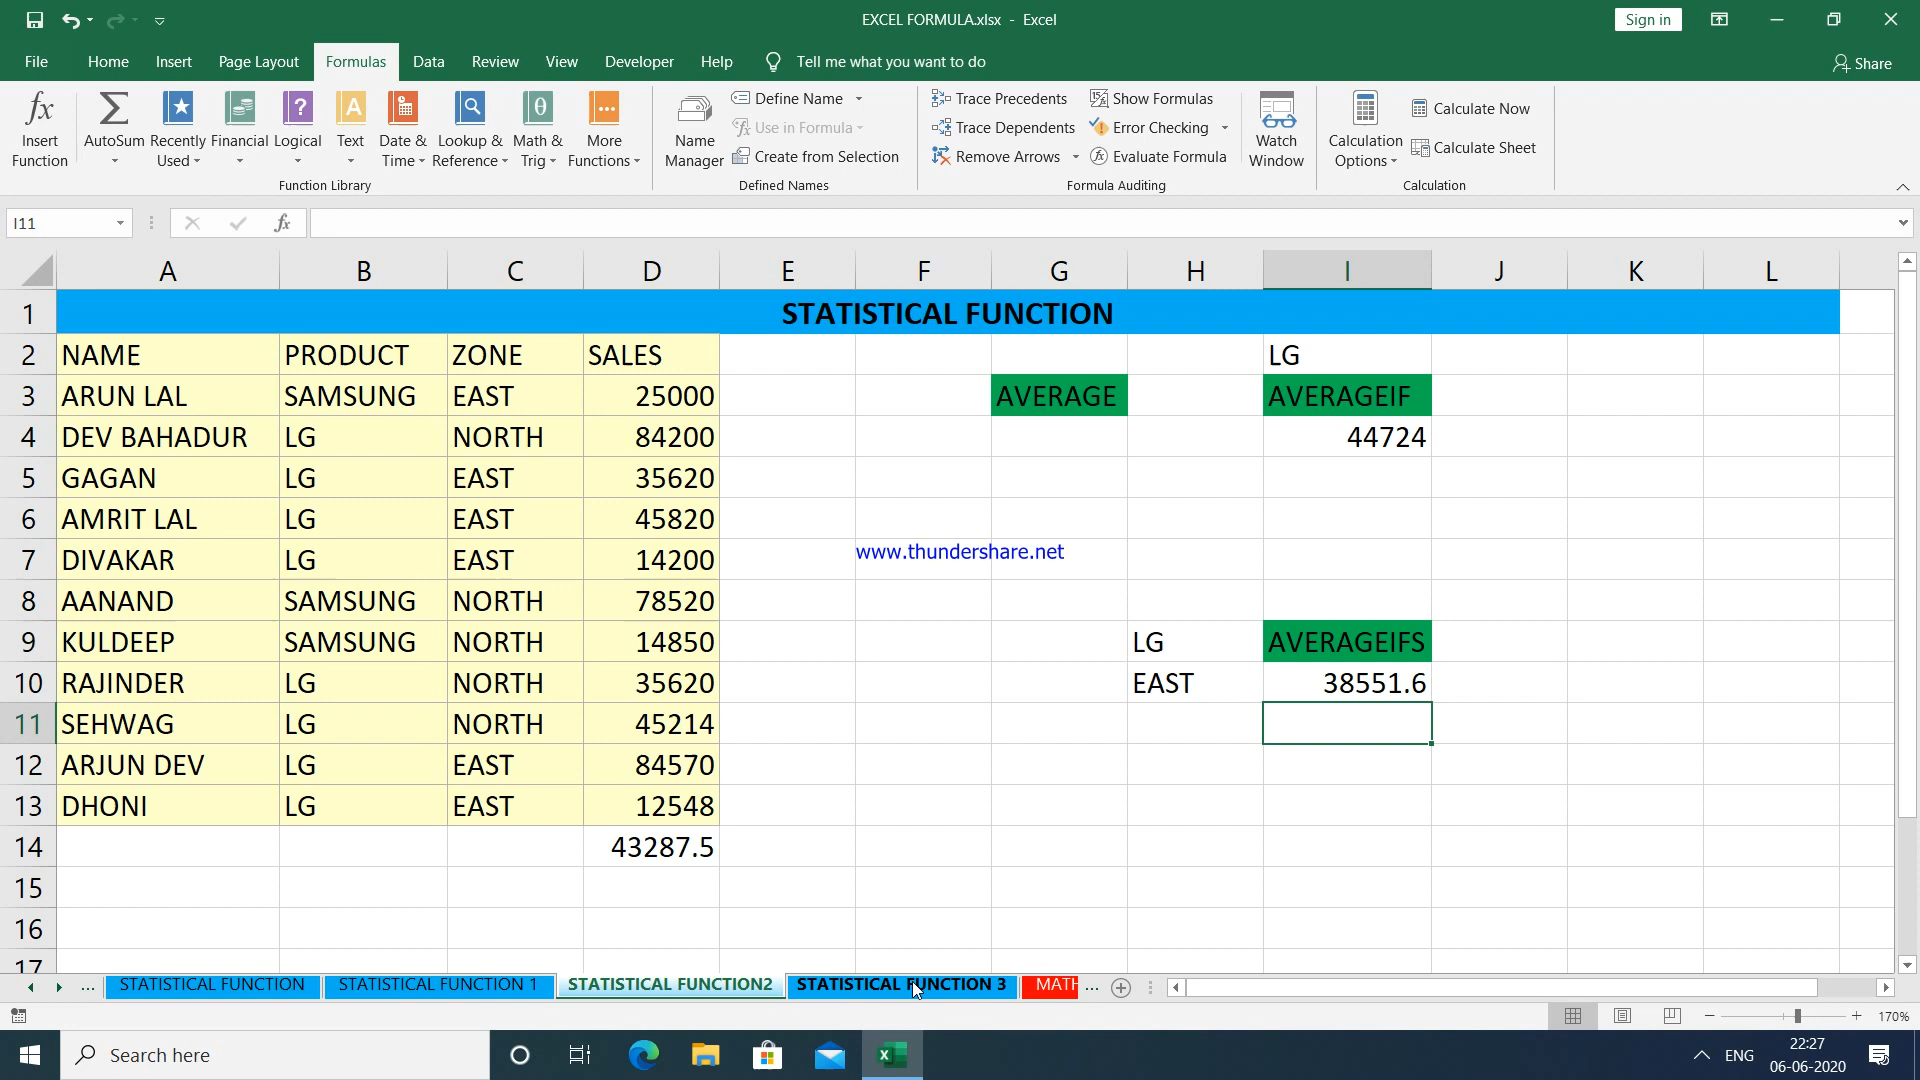 EXCEL FORMULA.xlsx - Excel
Sign in
File Home Insert Page Layout Formulas Data Review View Developer Help Tell me what you want to do Share
Insert Function
AutoSum
Recently Used
Financial
Logical
Text
Date & Time
Lookup & Reference
Math & Trig
More Functions
Function Library
Name Manager
Define Name
Use in Formula
Create from Selection
Defined Names
Trace Precedents
Trace Dependents
Remove Arrows
Show Formulas
Error Checking
Evaluate Formula
Formula Auditing
Watch Window
Calculation Options
Calculate Now
Calculate Sheet
Calculation
I11
A B C D E F G H I J K L
1 STATISTICAL FUNCTION
2 NAME PRODUCT ZONE SALES LG
3 ARUN LAL SAMSUNG EAST 25000 AVERAGE AVERAGEIF
4 DEV BAHADUR LG NORTH 84200 44724
5 GAGAN LG EAST 35620
6 AMRIT LAL LG EAST 45820
7 DIVAKAR LG EAST 14200 www.thundershare.net
8 AANAND SAMSUNG NORTH 78520
9 KULDEEP SAMSUNG NORTH 14850 LG AVERAGEIFS
10 RAJINDER LG NORTH 35620 EAST 38551.6
11 SEHWAG LG NORTH 45214
12 ARJUN DEV LG EAST 84570
13 DHONI LG EAST 12548
14 43287.5
15
16
17
... STATISTICAL FUNCTION STATISTICAL FUNCTION 1 STATISTICAL FUNCTION2 STATISTICAL FUNCTION 3 MATH ...
170%
Search here
ENG
22:27
06-06-2020